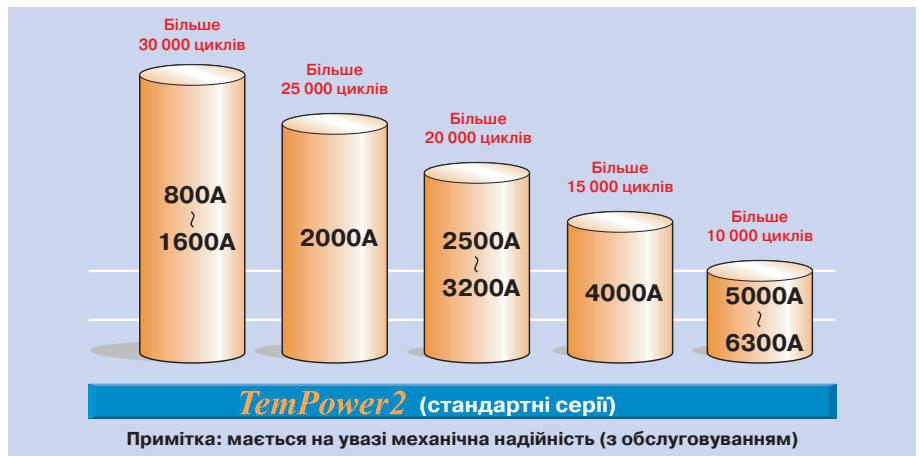 Більше
30 000 циклів
Більше
25 000 циклів
Більше
20 000 циклів
Більше
15 000 циклів
Більше
10 000 циклів
800A
~
1600A
2000A
2500A
~
3200A
4000A
5000A
~
6300A
TemPower2 (стандартні серії)
Примітка: мається на увазі механічна надійність (з обслуговуванням)